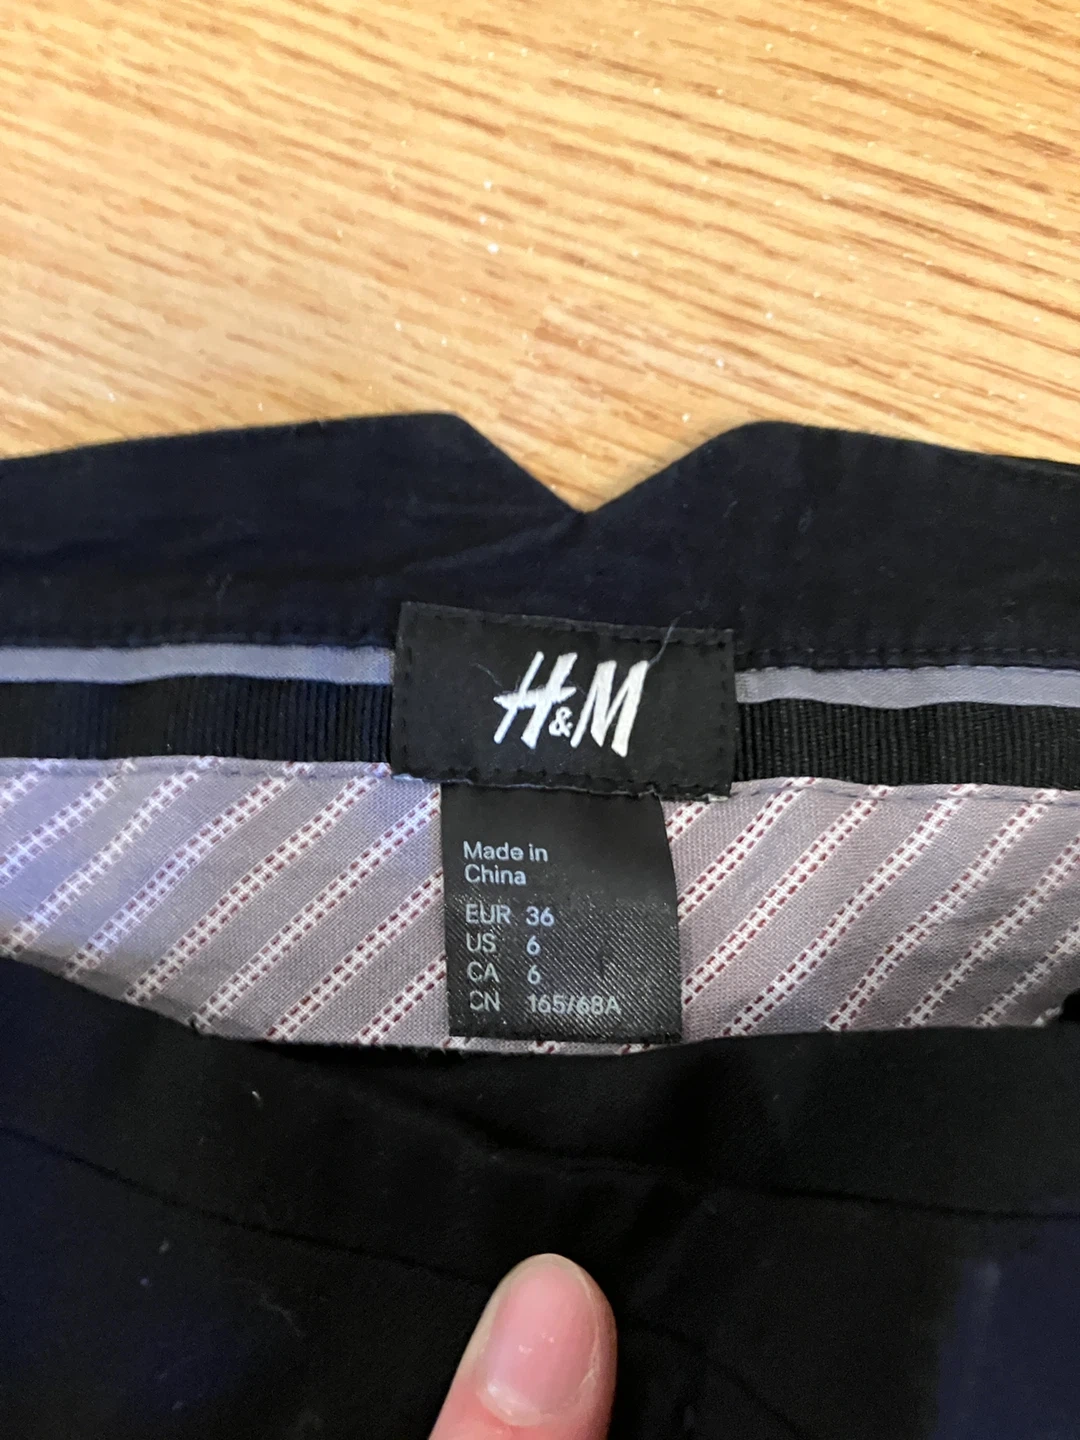 H&M
Made in
China
EUR 36
US 6
CA 6
CN 165/68A